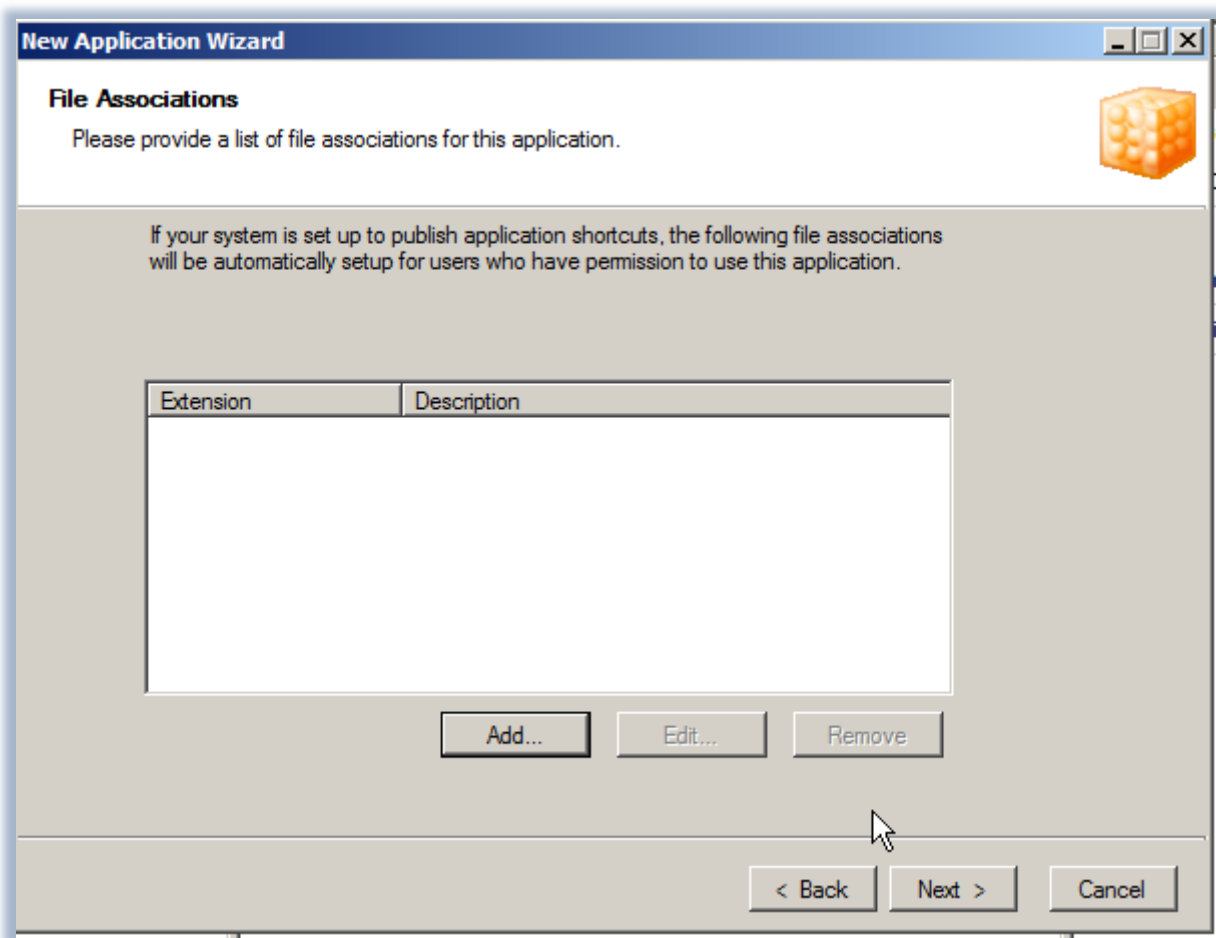 New Application Wizard
File Associations
Please provide a list of file associations for this application.
If your system is set up to publish application shortcuts, the following file associations
will be automatically setup for users who have permission to use this application.
Extension Description
Add... Edit... Remove
< Back Next > Cancel